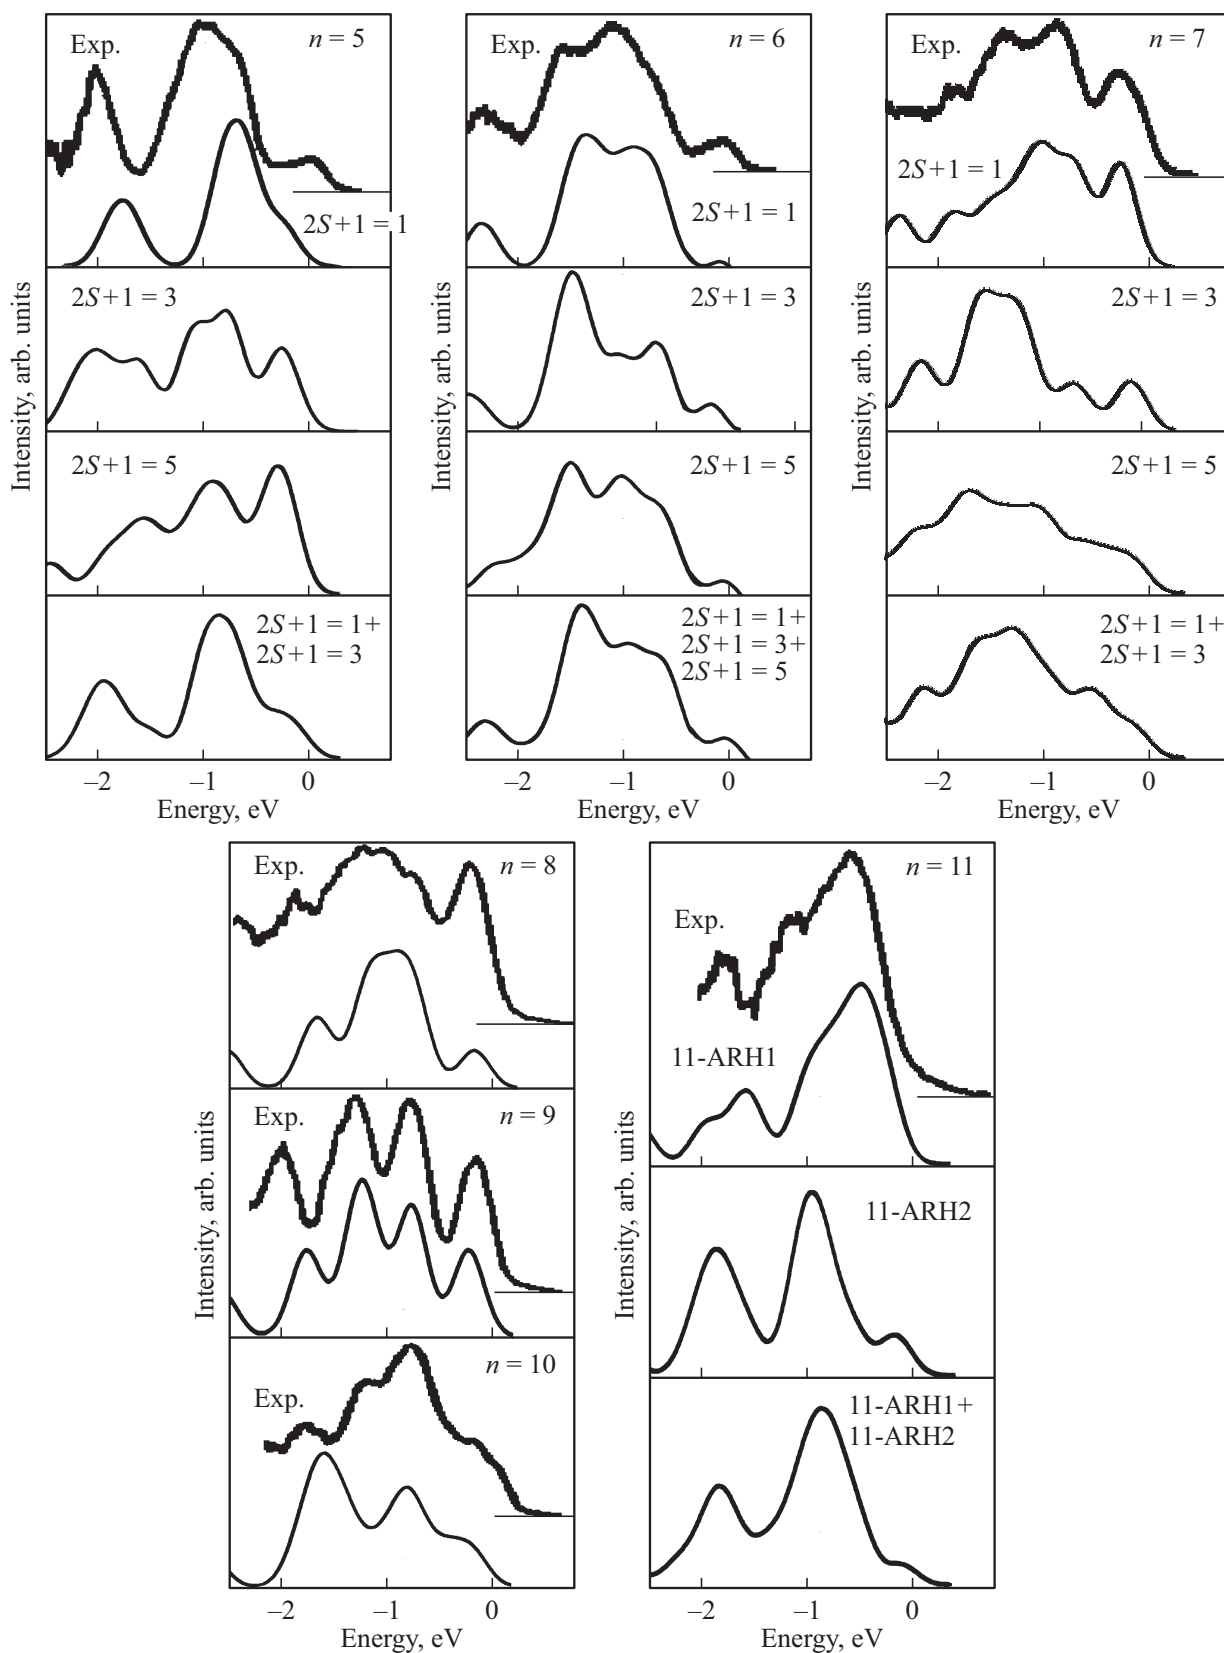 Exp.
n = 5
2S+1 = 1
2S+1 = 3
2S+1 = 5
2S+1 = 1+
2S+1 = 3
–2
–1
0
Energy, eV
Intensity, arb. units
Exp.
n = 6
2S+1 = 1
2S+1 = 3
2S+1 = 5
2S+1 = 1+
2S+1 = 3+
2S+1 = 5
–2
–1
0
Energy, eV
Intensity, arb. units
Exp.
n = 7
2S+1 = 1
2S+1 = 3
2S+1 = 5
2S+1 = 1+
2S+1 = 3
–2
–1
0
Energy, eV
Intensity, arb. units
Exp.
n = 8
Exp.
n = 9
Exp.
n = 10
–2
–1
0
Energy, eV
Intensity, arb. units
n = 11
Exp.
11-ARH1
11-ARH2
11-ARH1+
11-ARH2
–2
–1
0
Energy, eV
Intensity, arb. units